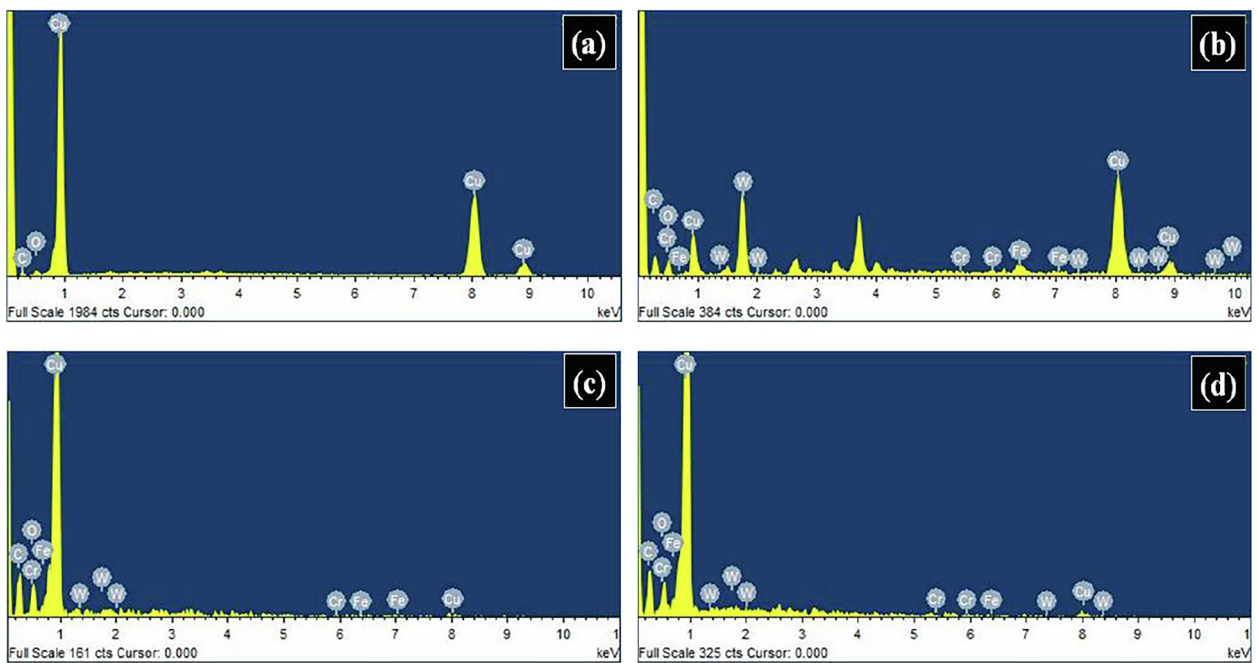 (a)
Cu
Cu
O
Cu
C
1 2 3 4 5 6 7 8 9 10
Full Scale 1984 cts Cursor: 0.000 keV
(b)
Cu
W
C
O
Cu
Cr
Cu
W
Fe
Fe
W
W
Cr
Cr
Fe
W
W
W
W
1 2 3 4 5 6 7 8 9 10
Full Scale 384 cts Cursor: 0.000 keV
(c)
Cu
O
C
Fe
Cr
W
W
W
Cr
Fe
Fe
Cu
1 2 3 4 5 6 7 8 9 10 1
Full Scale 161 cts Cursor: 0.000 keV
(d)
Cu
O
Fe
C
Cr
W
W
W
Cr
Cr
Fe
W
Cu
W
1 2 3 4 5 6 7 8 9 10
Full Scale 325 cts Cursor: 0.000 keV